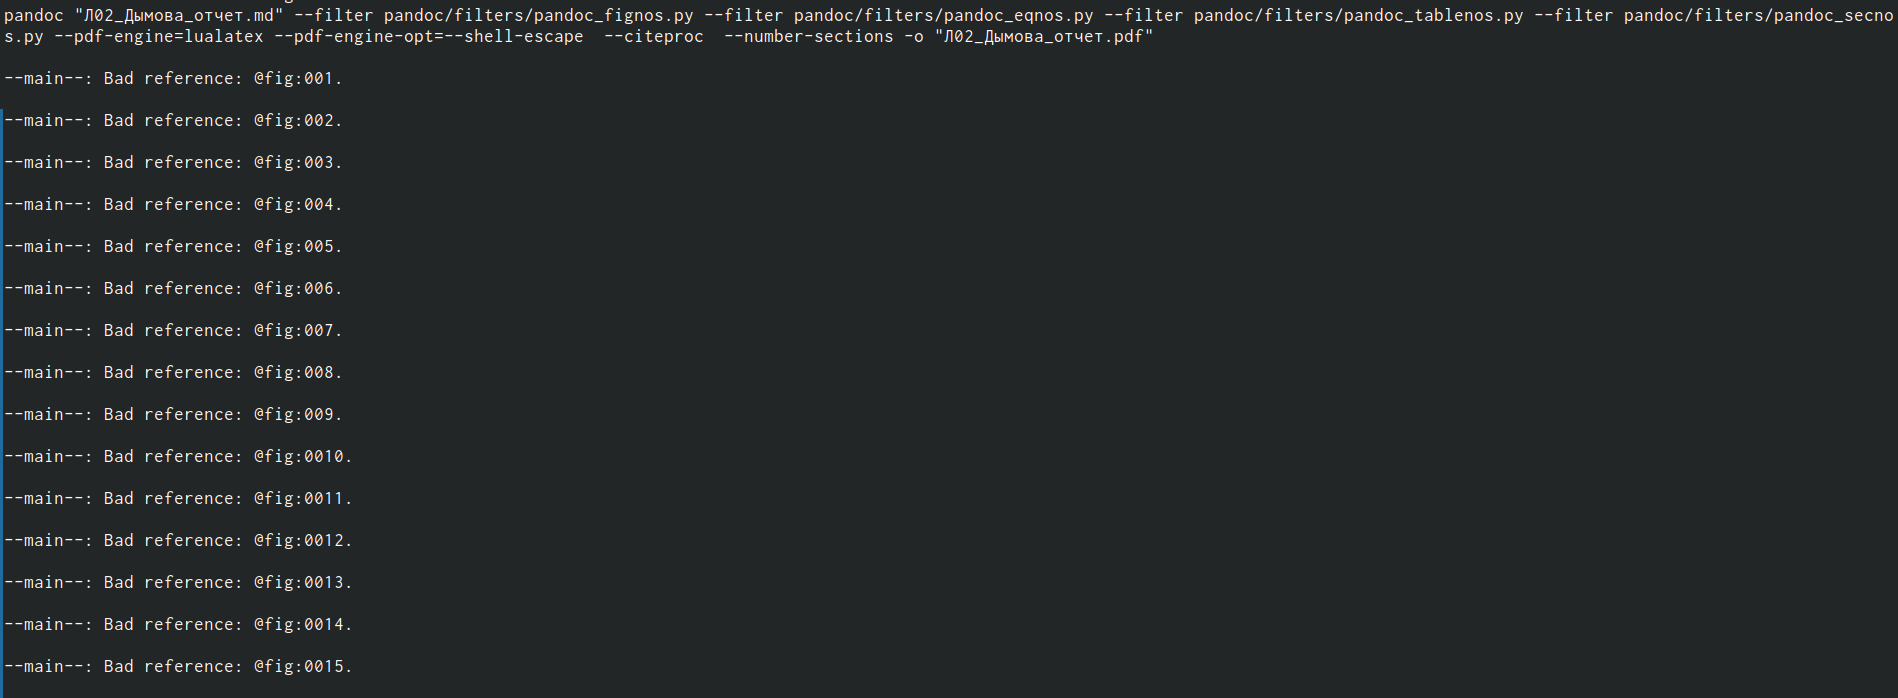 pandoc "Л02_Дымова_отчет.md" --filter pandoc/filters/pandoc_fignos.py --filter pandoc/filters/pandoc_eqnos.py --filter pandoc/filters/pandoc_tablenos.py --filter pandoc/filters/pandoc_secno
s.py --pdf-engine=lualatex --pdf-engine-opt=--shell-escape  --citeproc  --number-sections -o "Л02_Дымова_отчет.pdf"
--main--: Bad reference: @fig:001.
--main--: Bad reference: @fig:002.
--main--: Bad reference: @fig:003.
--main--: Bad reference: @fig:004.
--main--: Bad reference: @fig:005.
--main--: Bad reference: @fig:006.
--main--: Bad reference: @fig:007.
--main--: Bad reference: @fig:008.
--main--: Bad reference: @fig:009.
--main--: Bad reference: @fig:0010.
--main--: Bad reference: @fig:0011.
--main--: Bad reference: @fig:0012.
--main--: Bad reference: @fig:0013.
--main--: Bad reference: @fig:0014.
--main--: Bad reference: @fig:0015.